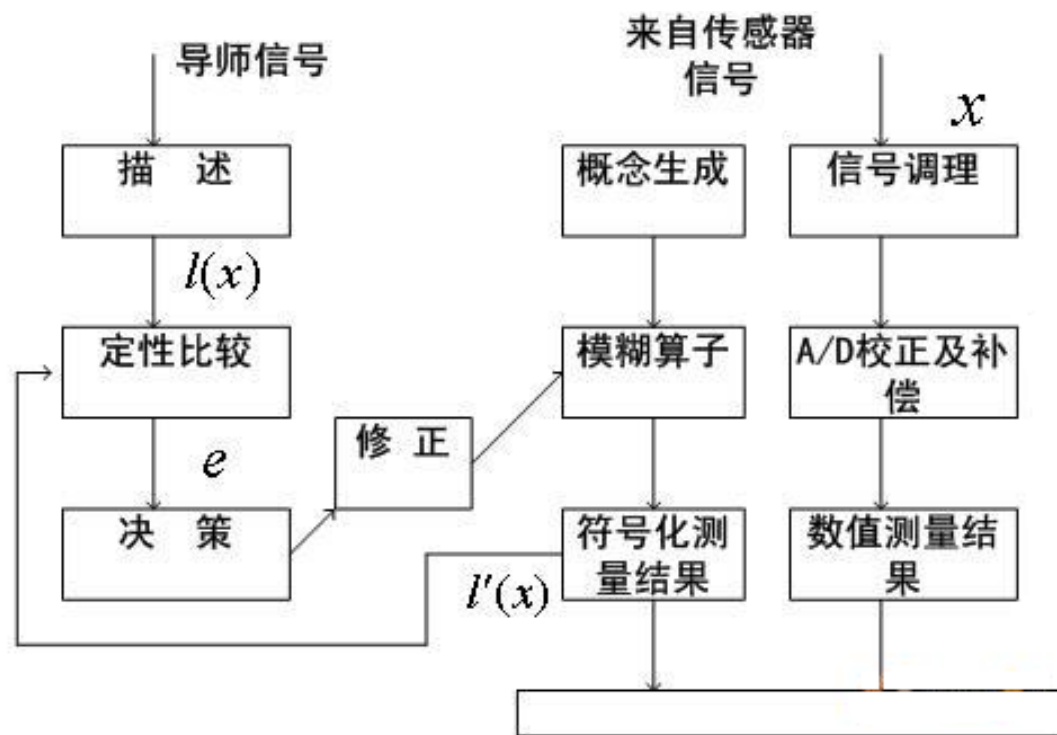 导师信号
来自传感器
信号
x
描 述
概念生成
信号调理
l(x)
定性比较
模糊算子
A/D校正及补
偿
修 正
e
决 策
符号化测
量结果
数值测量结
果
l'(x)